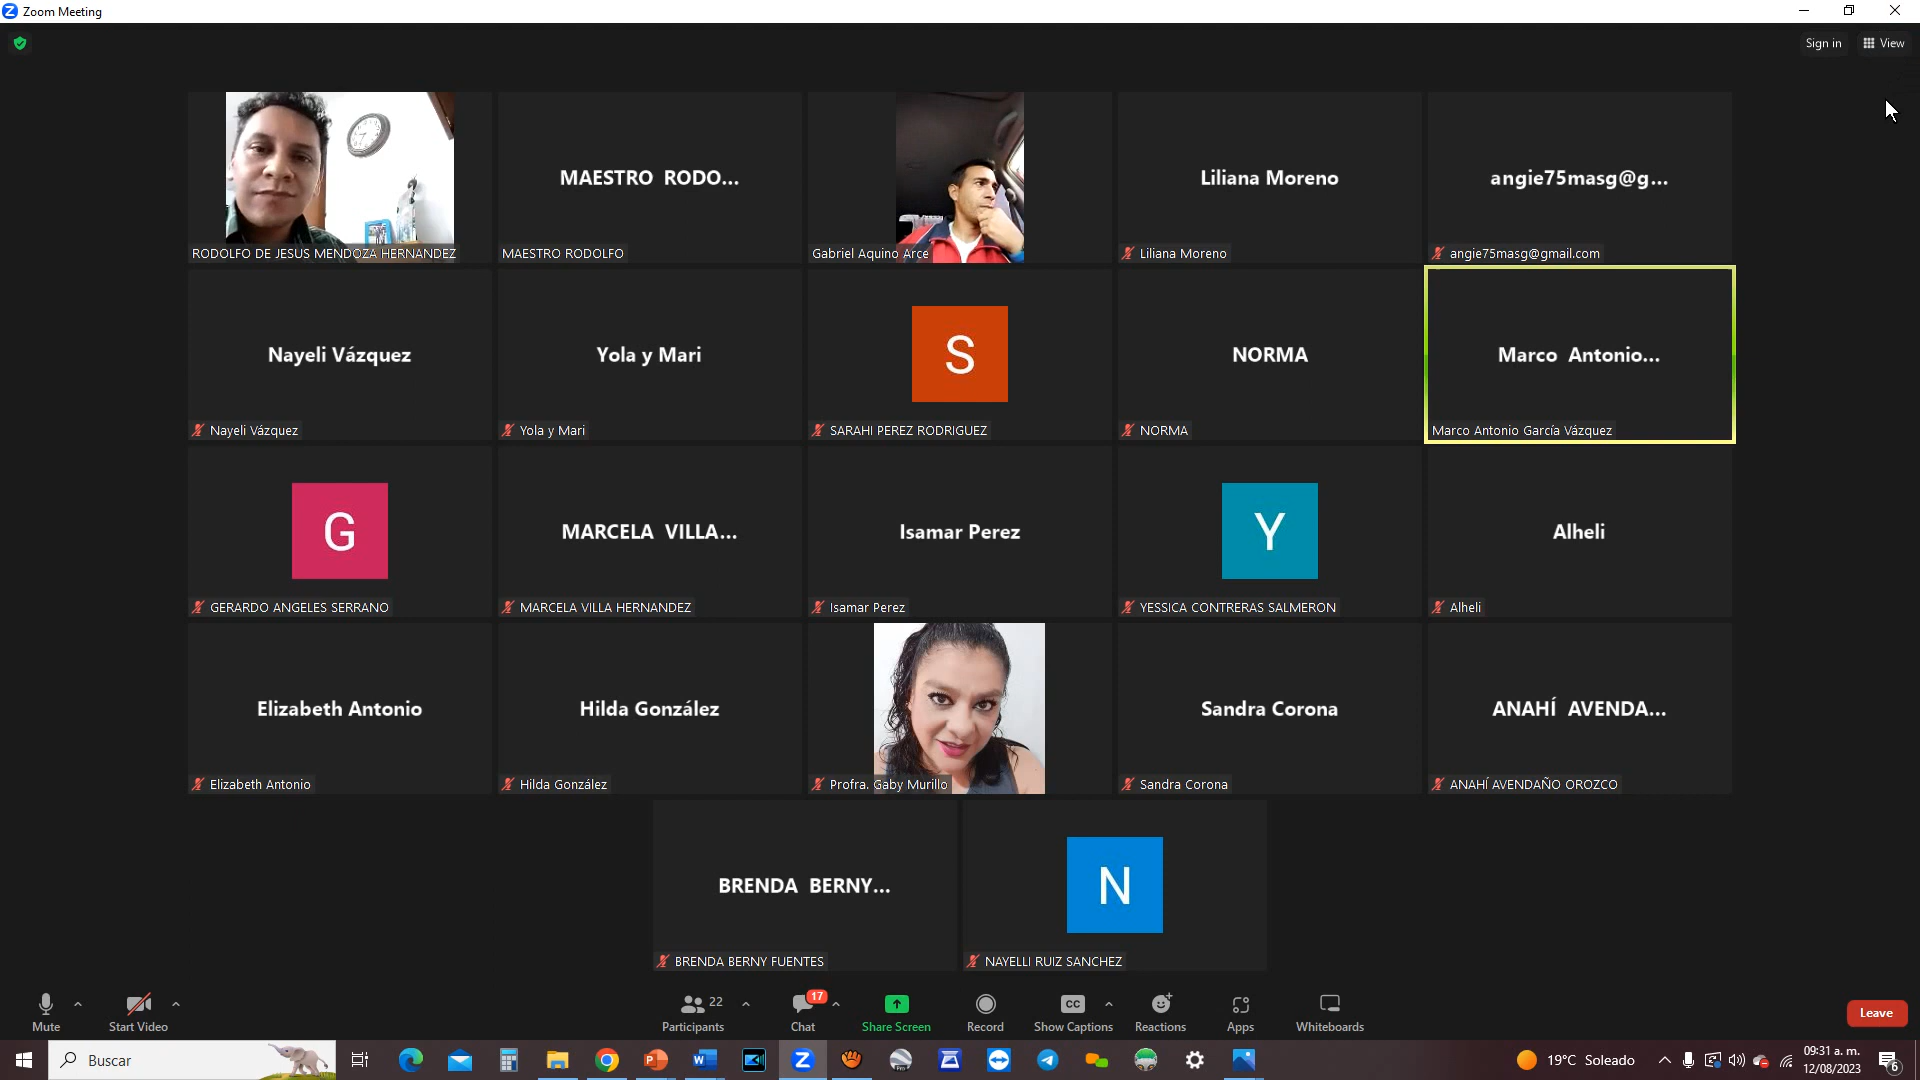 Zoom Meeting
Sign in
View
MAESTRO RODO...
Liliana Moreno
angie75masg@g...
RODOLFO DE JESUS MENDOZA HERNANDEZ
MAESTRO RODOLFO
Gabriel Aquino Arce
Liliana Moreno
angie75masg@gmail.com
Nayeli Vázquez
Yola y Mari
S
NORMA
Marco Antonio...
Nayeli Vázquez
Yola y Mari
SARAHI PEREZ RODRIGUEZ
NORMA
Marco Antonio García Vázquez
G
MARCELA VILLA...
Isamar Perez
Y
Alheli
GERARDO ANGELES SERRANO
MARCELA VILLA HERNANDEZ
Isamar Perez
YESSICA CONTRERAS SALMERON
Alheli
Elizabeth Antonio
Hilda González
Sandra Corona
ANAHÍ AVENDA...
Elizabeth Antonio
Hilda González
Profra. Gaby Murillo
Sandra Corona
ANAHÍ AVENDAÑO OROZCO
BRENDA BERNY...
N
BRENDA BERNY FUENTES
NAYELLI RUIZ SANCHEZ
22
17
CC
Mute
Start Video
Participants
Chat
Share Screen
Record
Show Captions
Reactions
Apps
Whiteboards
Leave
Buscar
19°C Soleado
09:31 a. m.
12/08/2023
6